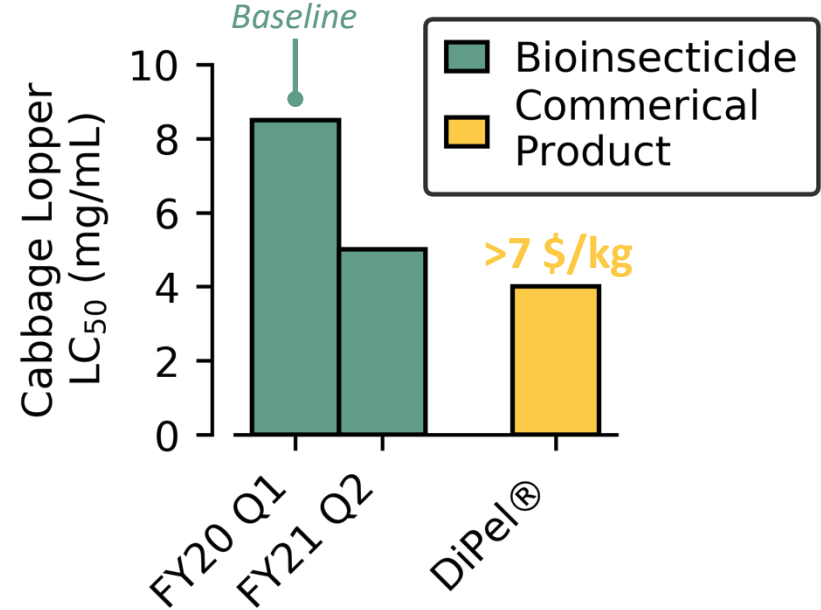 Baseline
Bioinsecticide
Commerical
Product
Cabbage Lopper
LC₅₀ (mg/mL)
10
8
6
4
2
0
>7 $/kg
FY20 Q1
FY21 Q2
DiPel®